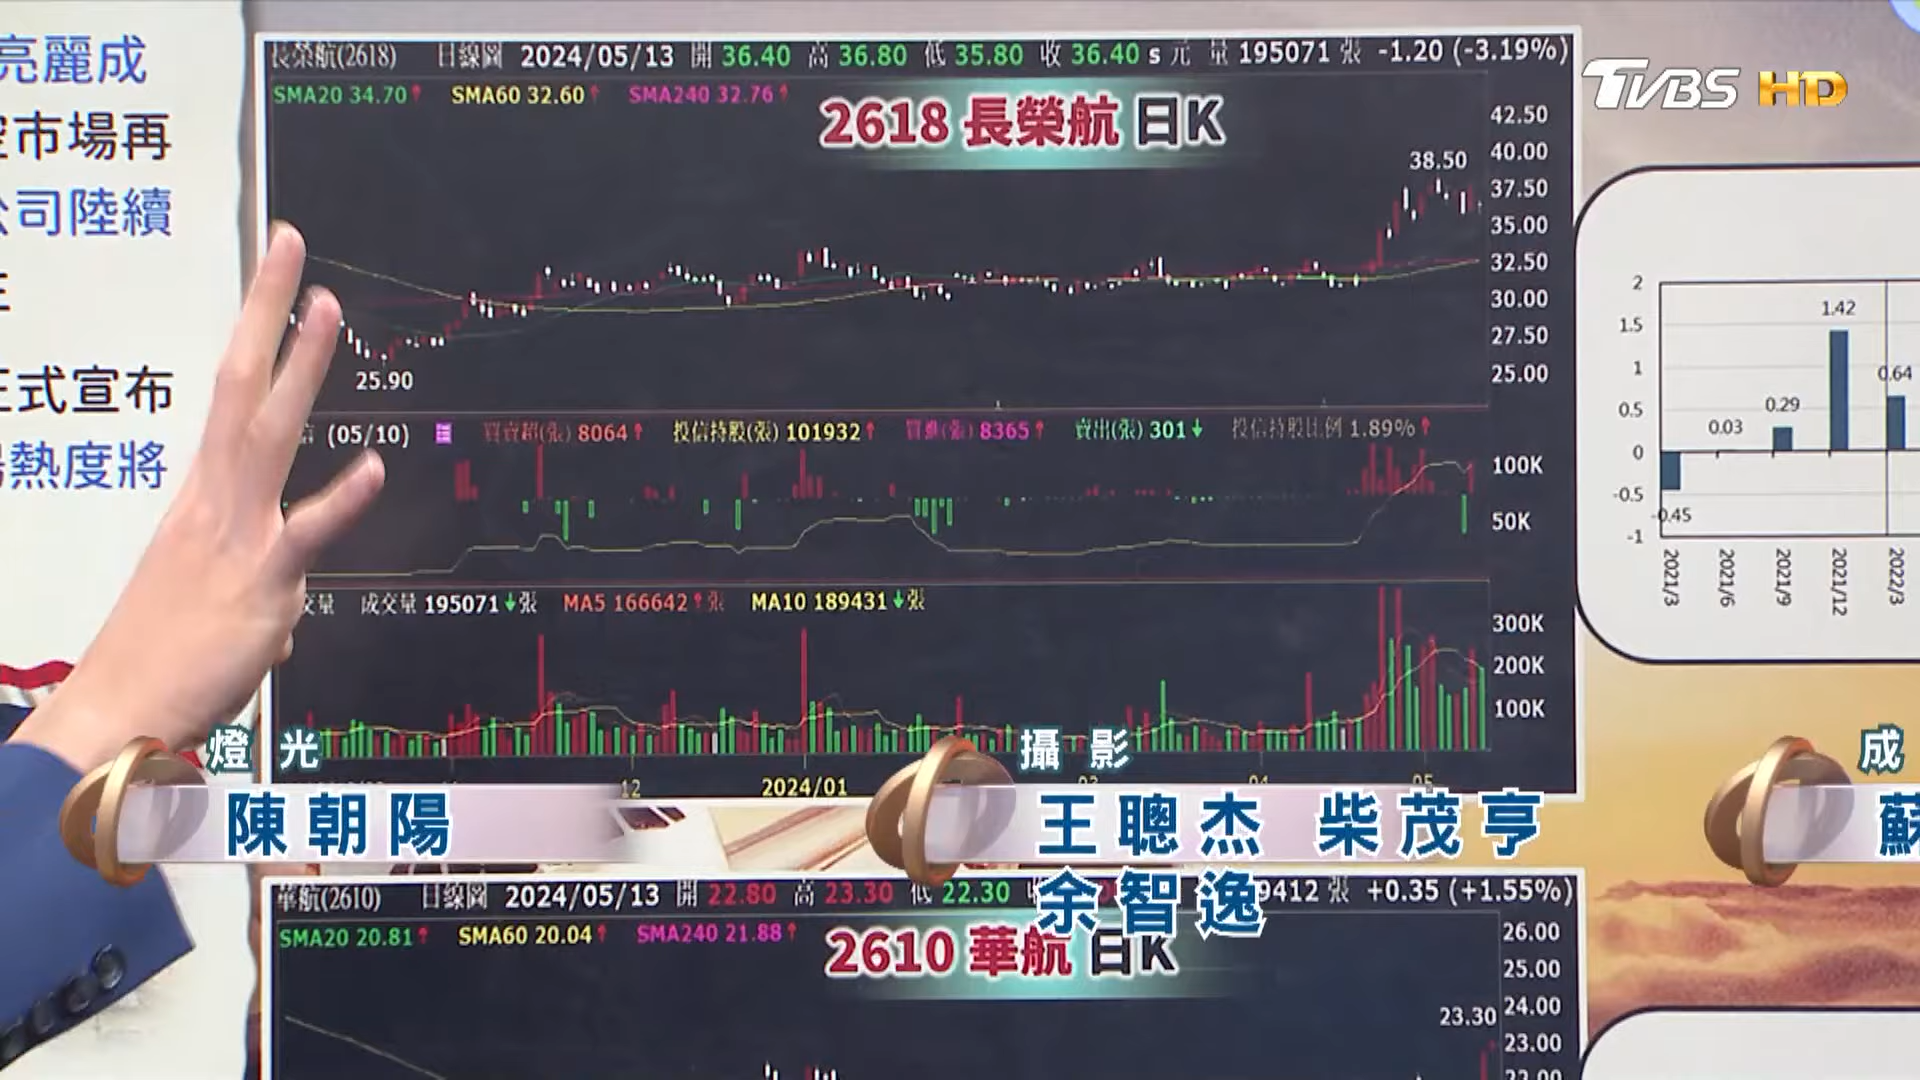 亮麗成
市場再
司陸續
式宣布
熱度將
長榮航(2618) 日線圖 2024/05/13 開 36.40 高 36.80 低 35.80 收 36.40 s 元 量 195071 張 -1.20 (-3.19%)
SMA20 34.70↑ SMA60 32.60↑ SMA240 32.76↑
2618 長榮航 日K
TVBS HD
42.50
40.00
38.50
37.50
35.00
32.50
30.00
27.50
25.00
25.90
(05/10) 買賣超(張) 8064↑ 投信持股(張) 101932↑ 買進(張) 8365↑ 賣出(張) 301↓ 投信持股比例 1.89%↑
100K
50K
交量 成交量 195071↓張 MA5 166642↑張 MA10 189431↓張
300K
200K
100K
12 2024/01 03 04 05
2
1.5
1
0.5
0
-0.5
-1
-0.45
0.03
0.29
1.42
0.64
2021/3 2021/6 2021/9 2021/12 2022/3
燈光
陳朝陽
攝影
王聰杰 柴茂亨
余智逸
成
蘇
華航(2610) 日線圖 2024/05/13 開 22.80 高 23.30 低 22.30 9412 張 +0.35 (+1.55%)
SMA20 20.81↑ SMA60 20.04↑ SMA240 21.88↑
2610 華航 日K
26.00
25.00
24.00
23.30
23.00
22.00